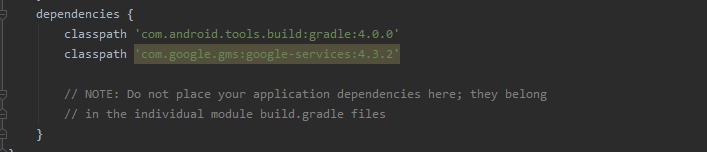 dependencies {
classpath 'com.android.tools.build:gradle:4.0.0'
classpath 'com.google.gms:google-services:4.3.2'
// NOTE: Do not place your application dependencies here; they belong
// in the individual module build.gradle files
}